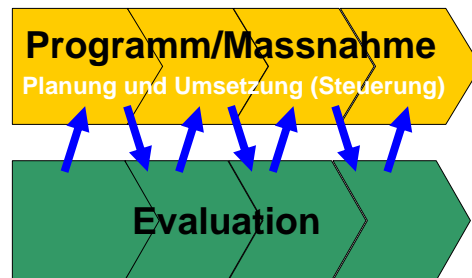 Programm/Massnahme
Planung und Umsetzung (Steuerung)
Evaluation